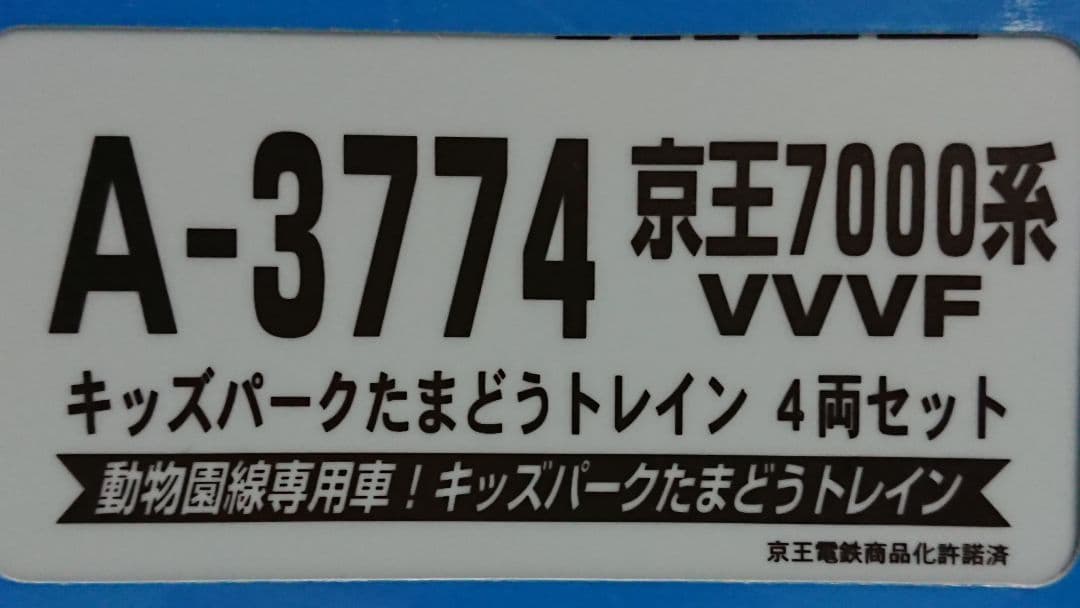 A-3774 京王7000系
VVVF
キッズパークたまどうトレイン 4両セット
動物園線専用車!キッズパークたまどうトレイン
京王電鉄商品化許諾済